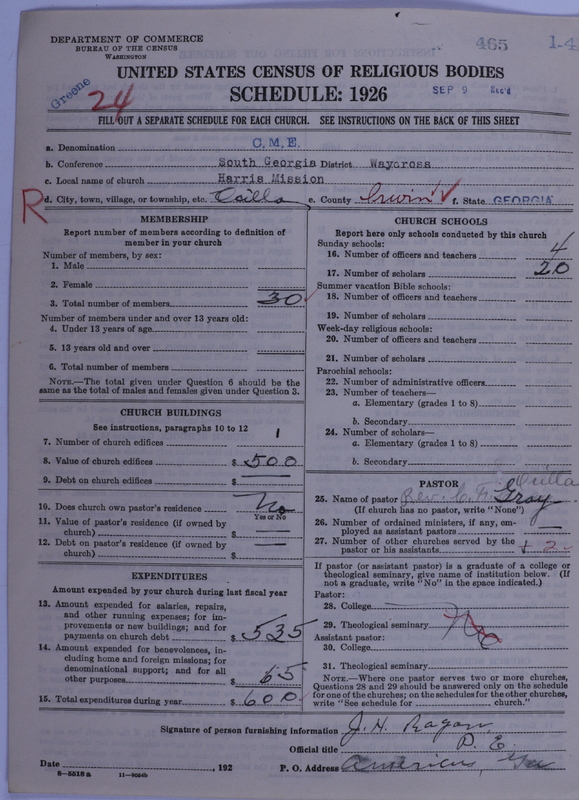 DEPARTMENT OF COMMERCE
BUREAU OF THE CENSUS
WASHINGTON
465 1-4
Greene
24
UNITED STATES CENSUS OF RELIGIOUS BODIES
SCHEDULE: 1926
SEP 9 Rec'd
FILL OUT A SEPARATE SCHEDULE FOR EACH CHURCH. SEE INSTRUCTIONS ON THE BACK OF THIS SHEET
a. Denomination C.M.E.
b. Conference South Georgia District Waycross
c. Local name of church Harris Mission
R d. City, town, village, or township, etc. Ocilla e. County Irwin f. State GEORGIA
MEMBERSHIP
Report number of members according to definition of
member in your church
Number of members, by sex:
1. Male
2. Female
3. Total number of members 30
Number of members under and over 13 years old:
4. Under 13 years of age
5. 13 years old and over
6. Total number of members
NOTE.—The total given under Question 6 should be the
same as the total of males and females given under Question 3.
CHURCH BUILDINGS
See instructions, paragraphs 10 to 12
7. Number of church edifices 1
8. Value of church edifices $ 500
9. Debt on church edifices $ —
10. Does church own pastor's residence No
Yes or No
11. Value of pastor's residence (if owned by
church) $ —
12. Debt on pastor's residence (if owned by
church) $ —
EXPENDITURES
Amount expended by your church during last fiscal year
13. Amount expended for salaries, repairs,
and other running expenses; for im-
provements or new buildings; and for
payments on church debt $ 535
14. Amount expended for benevolences, in-
cluding home and foreign missions; for
denominational support; and for all
other purposes $ 65
15. Total expenditures during year $ 600
CHURCH SCHOOLS
Report here only schools conducted by this church
Sunday schools:
16. Number of officers and teachers 4
17. Number of scholars 20
Summer vacation Bible schools:
18. Number of officers and teachers
19. Number of scholars
Week-day religious schools:
20. Number of officers and teachers
21. Number of scholars
Parochial schools:
22. Number of administrative officers
23. Number of teachers—
a. Elementary (grades 1 to 8)
b. Secondary
24. Number of scholars—
a. Elementary (grades 1 to 8)
b. Secondary
PASTOR
25. Name of pastor Rev. C. F. Gray
(If church has no pastor, write "None")
26. Number of ordained ministers, if any, em-
ployed as assistant pastors —
27. Number of other churches served by the
pastor or his assistants 2
If pastor (or assistant pastor) is a graduate of a college or
theological seminary, give name of institution below. (If
not a graduate, write "No" in the space indicated.)
Pastor:
28. College
29. Theological seminary No
Assistant pastor:
30. College
31. Theological seminary
NOTE.—Where one pastor serves two or more churches,
Questions 28 and 29 should be answered only on the schedule
for one of the churches; on the schedules for the other churches,
write "See schedule for church."
Signature of person furnishing information J. H. Ragan
Official title P. E.
Date , 192 P. O. Address Americus, Ga
8—5518 a 11—9054b